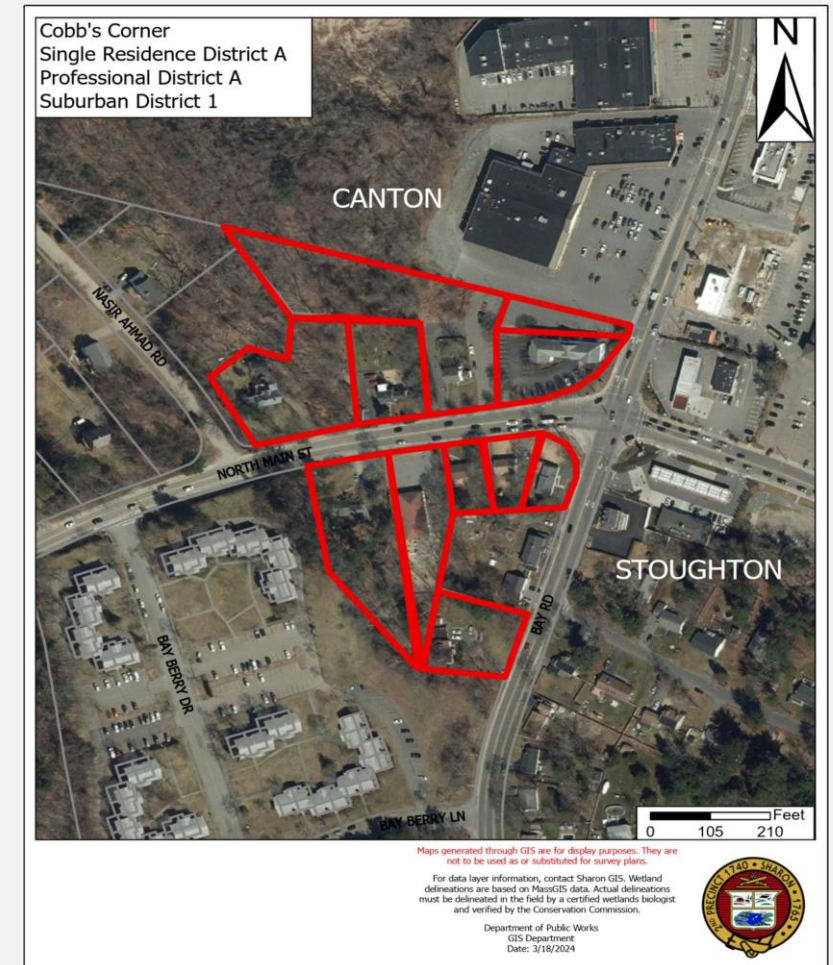 Cobb's Corner
Single Residence District A
Professional District A
Suburban District 1
N
CANTON
NASIR AHMAD RD
NORTH MAIN ST
STOUGHTON
BAY RD
BAY BERRY DR
BAY BERRY LN
Feet
0 105 210
Maps generated through GIS are for display purposes. They are
not to be used as or substituted for survey plans.
For data layer information, contact Sharon GIS. Wetland
delineations are based on MassGIS data. Actual delineations
must be delineated in the field by a certified wetlands biologist
and verified by the Conservation Commission.
Department of Public Works
GIS Department
Date: 3/18/2024
2ND PRECINCT 1740 • SHARON • 1765 •